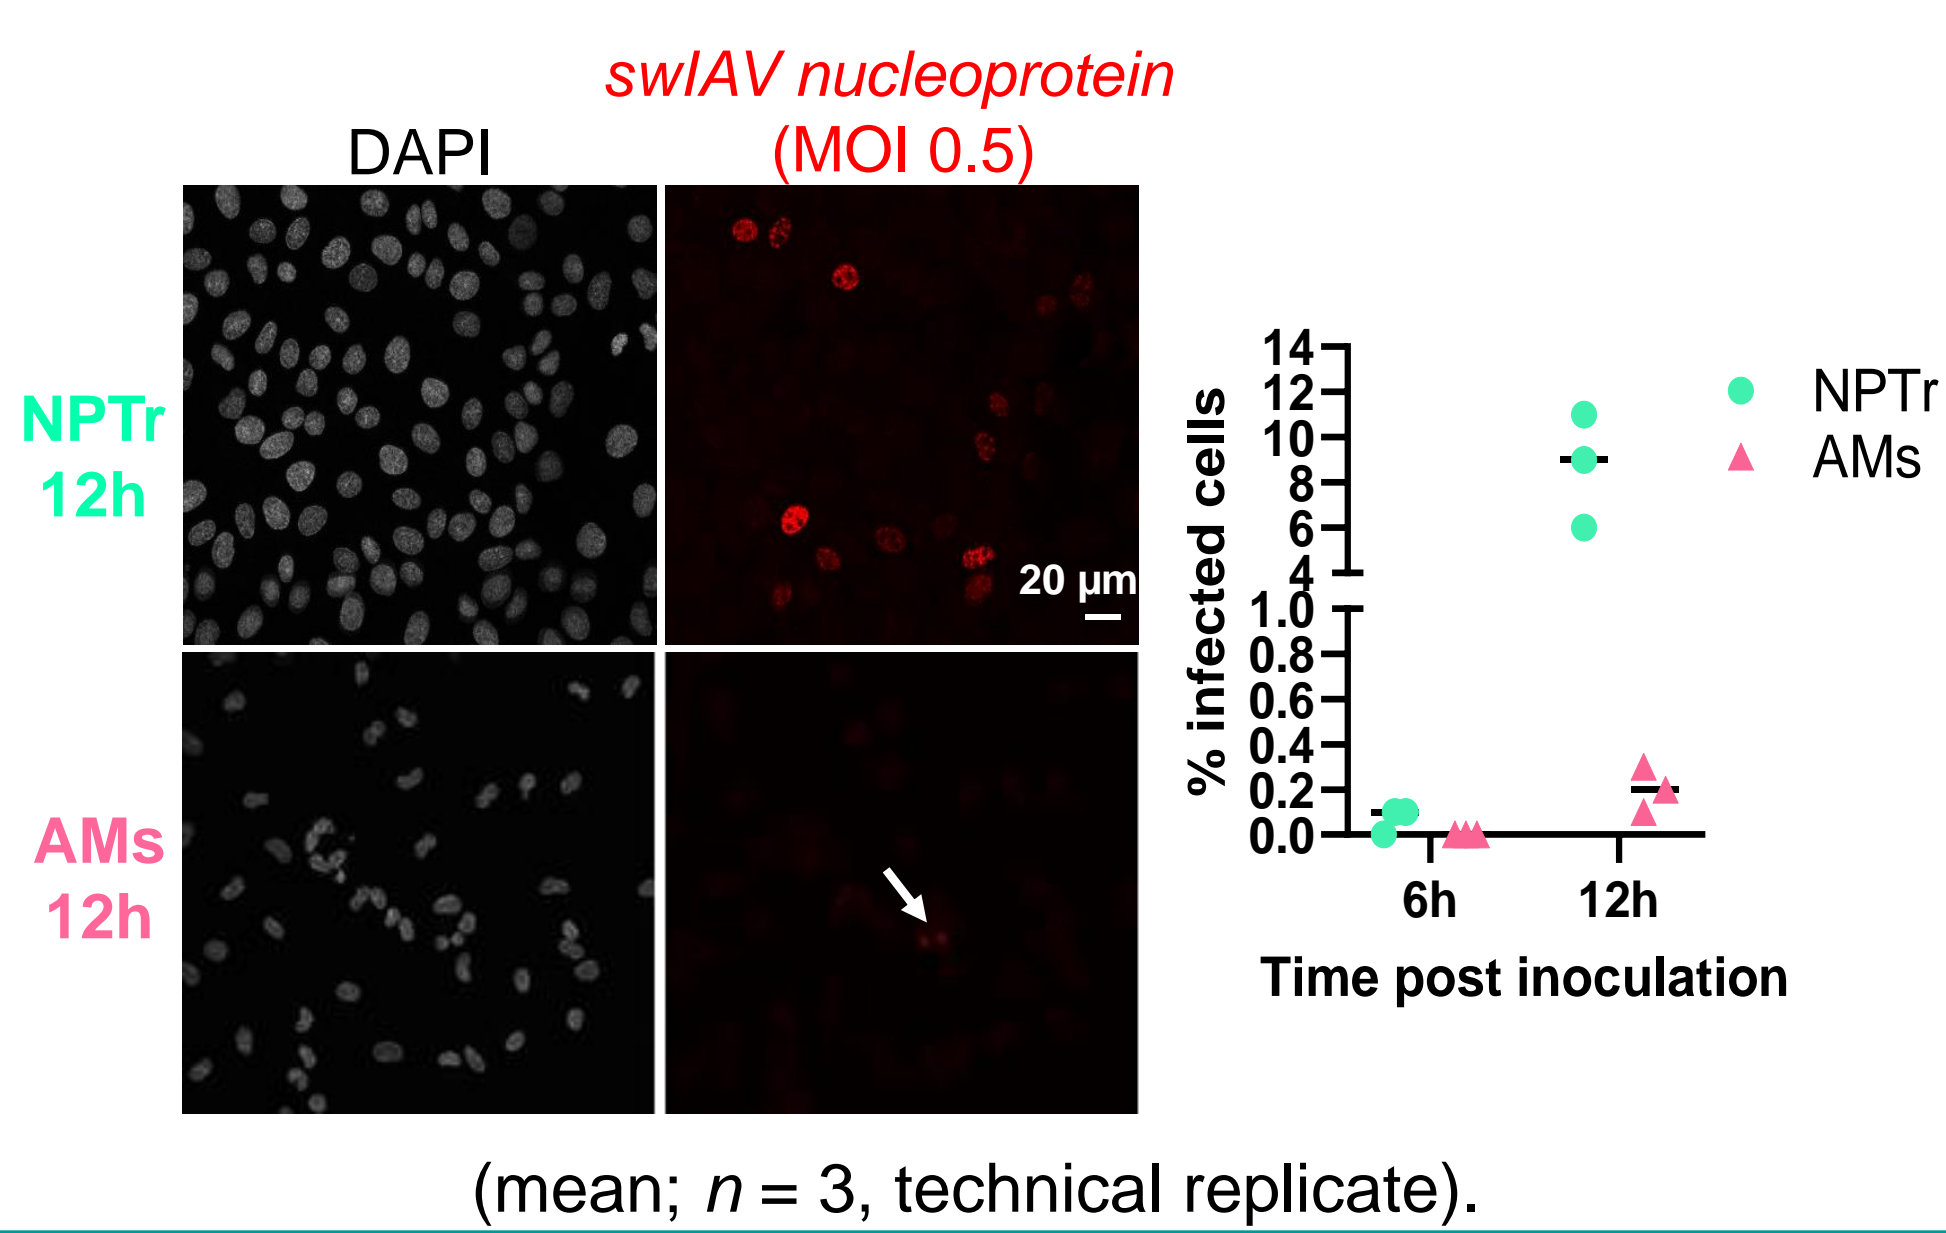 swIAV nucleoprotein
(MOI 0.5)
DAPI
NPTr
12h
20 µm
AMs
12h
% infected cells
14
12
10
8
6
4
1.0
0.8
0.6
0.4
0.2
0.0
6h
12h
Time post inoculation
NPTr
AMs
(mean; n = 3, technical replicate).